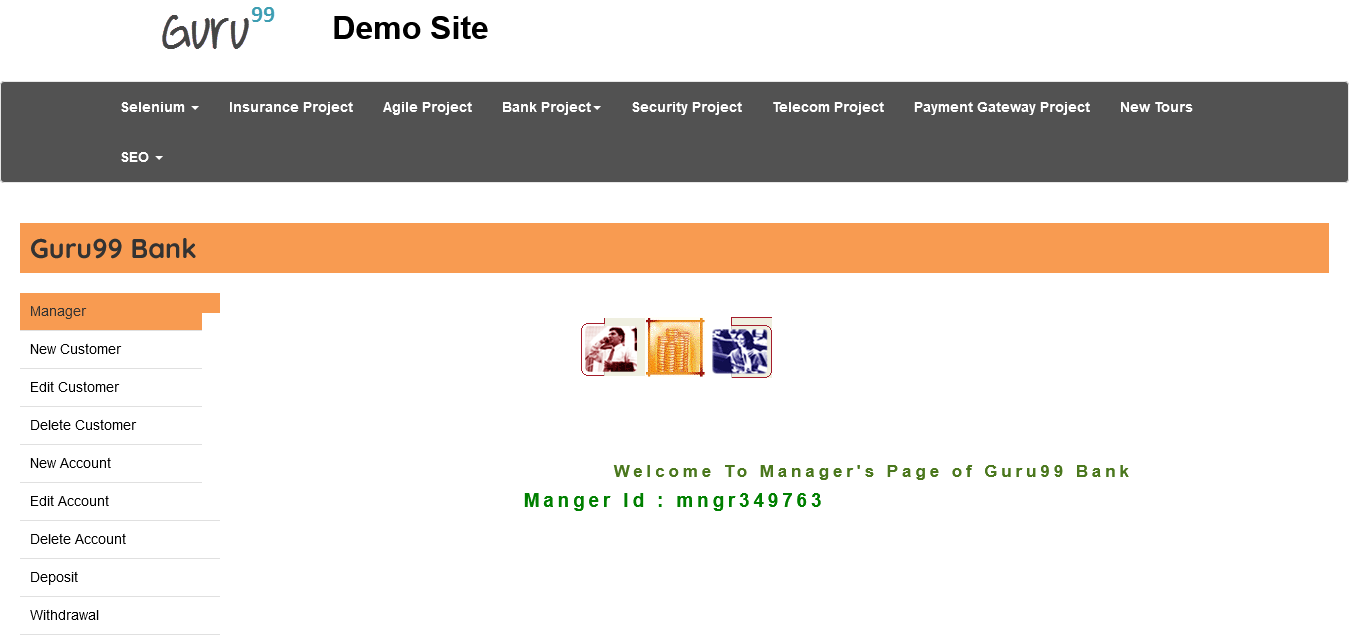 Guru99
Demo Site
Selenium Insurance Project Agile Project Bank Project Security Project Telecom Project Payment Gateway Project New Tours
SEO
Guru99 Bank
Manager
New Customer
Edit Customer
Delete Customer
New Account
Edit Account
Delete Account
Deposit
Withdrawal
Welcome To Manager's Page of Guru99 Bank
Manger Id : mngr349763